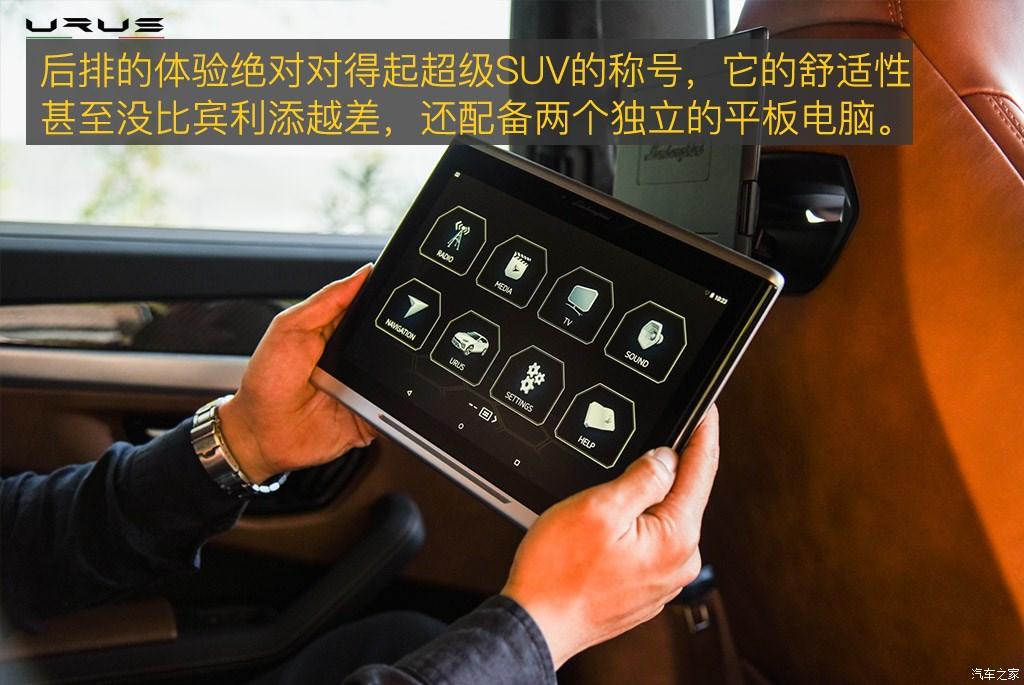 URUS
后排的体验绝对对得起超级SUV的称号，它的舒适性
甚至没比宾利添越差，还配备两个独立的平板电脑。
Lamborghini
Lamborghini
10:23
RADIO
MEDIA
TV
SOUND
NAVIGATION
URUS
SETTINGS
HELP
汽车之家